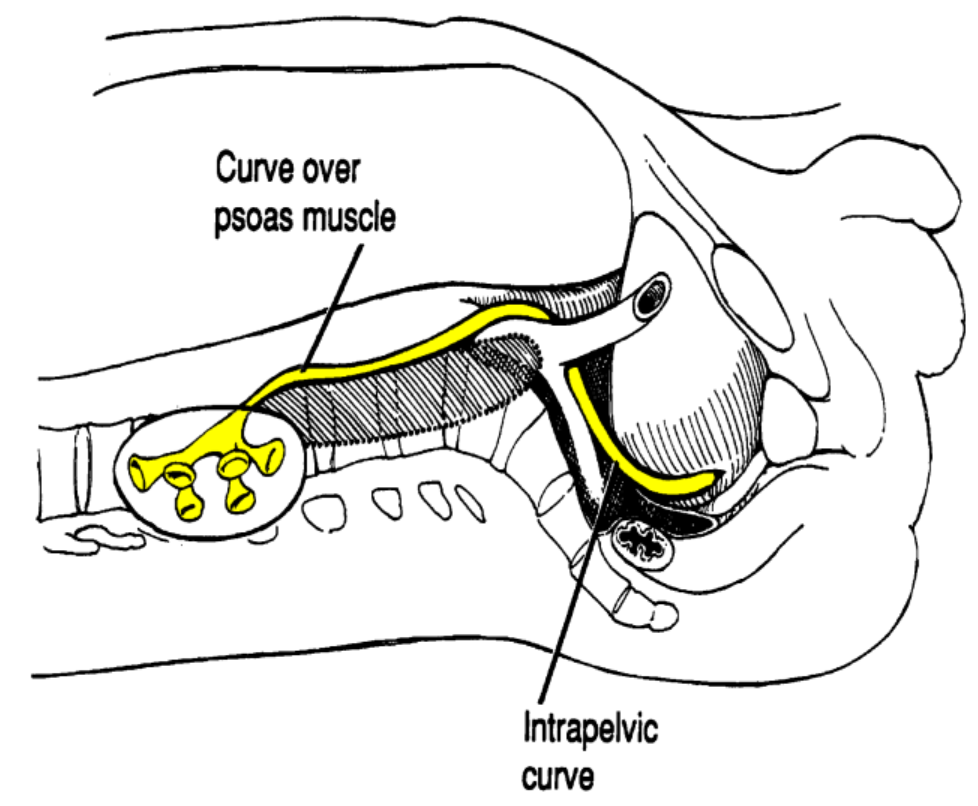 Curve over
psoas muscle
Intrapelvic
curve